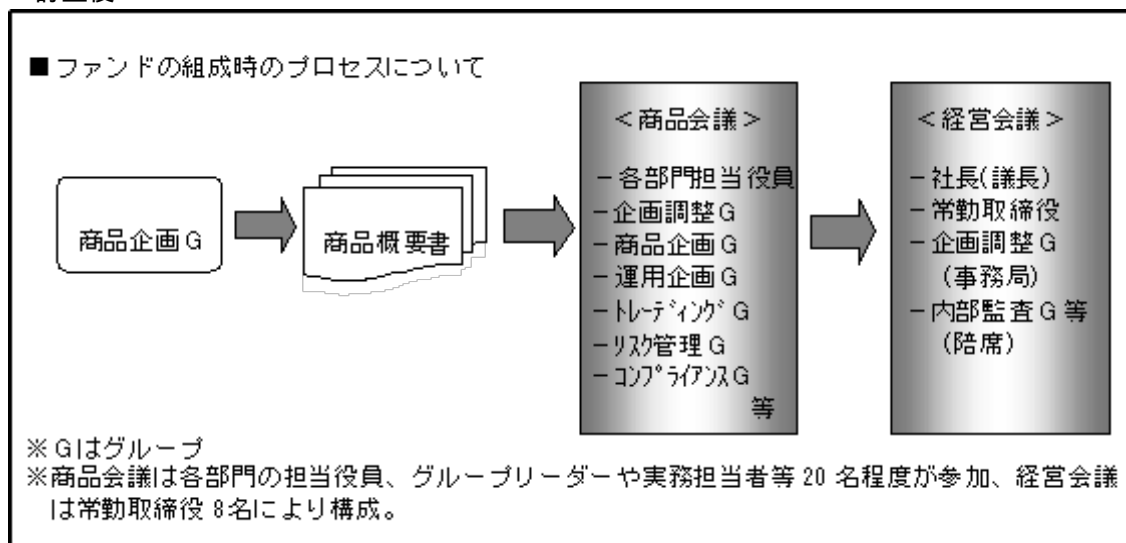 ■ファンドの組成時のプロセスについて
商品企画G
商品概要書
<商品会議>
－各部門担当役員
－企画調整G
－商品企画G
－運用企画G
－ﾄﾚｰﾃﾞｨﾝｸﾞG
－ﾘｽｸ管理G
－ｺﾝﾌﾟﾗｲｱﾝｽG
等
<経営会議>
－社長(議長)
－常勤取締役
－企画調整G
(事務局)
－内部監査G等
(陪席)
※Gはグループ
※商品会議は各部門の担当役員、グループリーダーや実務担当者等20名程度が参加、経営会議
は常勤取締役8名により構成。